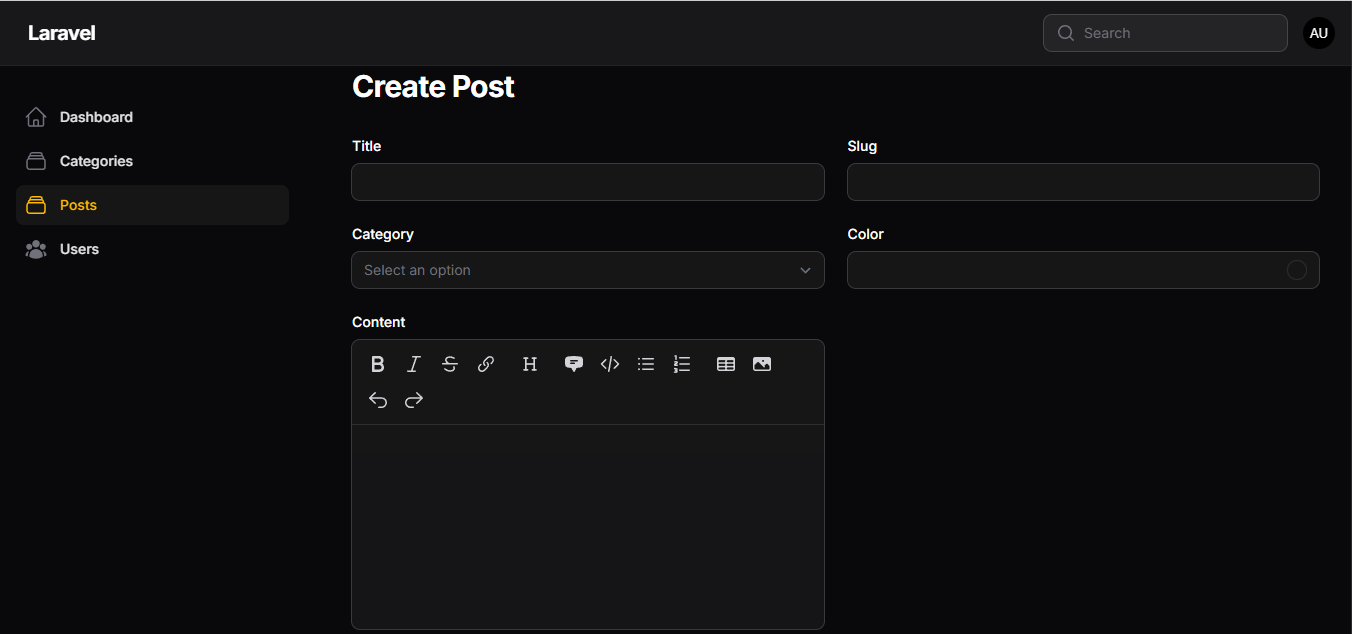 Laravel
Search
AU
Dashboard
Categories
Posts
Users
Create Post
Title
Slug
Category
Select an option
Color
Content
B I S H </>